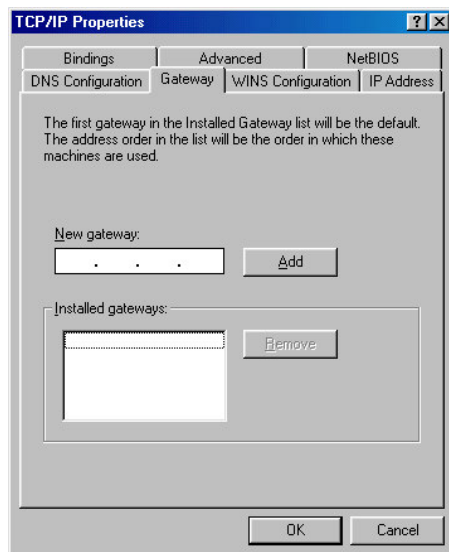 TCP/IP Properties
? X
Bindings Advanced NetBIOS
DNS Configuration Gateway WINS Configuration IP Address
The first gateway in the Installed Gateway list will be the default.
The address order in the list will be the order in which these
machines are used.
New gateway:
. . .
Add
Installed gateways:
Remove
OK Cancel